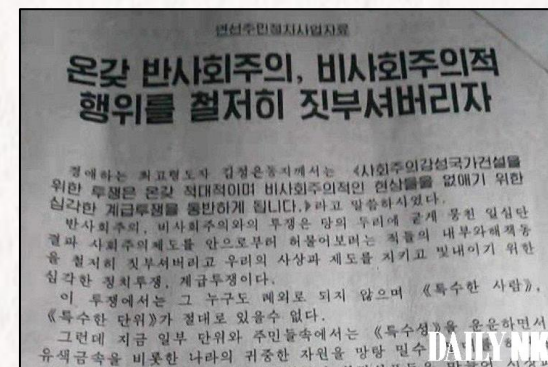 연선주민정치사업자료
온갖 반사회주의, 비사회주의적
행위를 철저히 짓부셔버리자
경애하는 최고령도자 김정은동지께서는 《사회주의강성국가건설을
위한 투쟁은 온갖 적대적이며 비사회주의적인 현상들을 없애기 위한
심각한 계급투쟁을 동반하게 됩니다.》라고 말씀하시였다.
반사회주의, 비사회주의와의 투쟁은 당의 두리에 굳게 뭉친 일심단
결과 사회주의제도를 안으로부터 허물어보려는 적들의 내부와해책동
을 철저히 짓부셔버리고 우리의 사상과 제도를 지키고 빛내이기 위한
심각한 정치투쟁, 계급투쟁이다.
이 투쟁에서는 그 누구도 례외로 되지 않으며 《특수한 사람》,
《특수한 단위》가 절대로 있을수 없다.
그런데 지금 일부 단위와 주민들속에서는 《특수성》을 운운하면서
유색금속을 비롯한 나라의 귀중한 자원을 망탕 밀수
DAILY NK